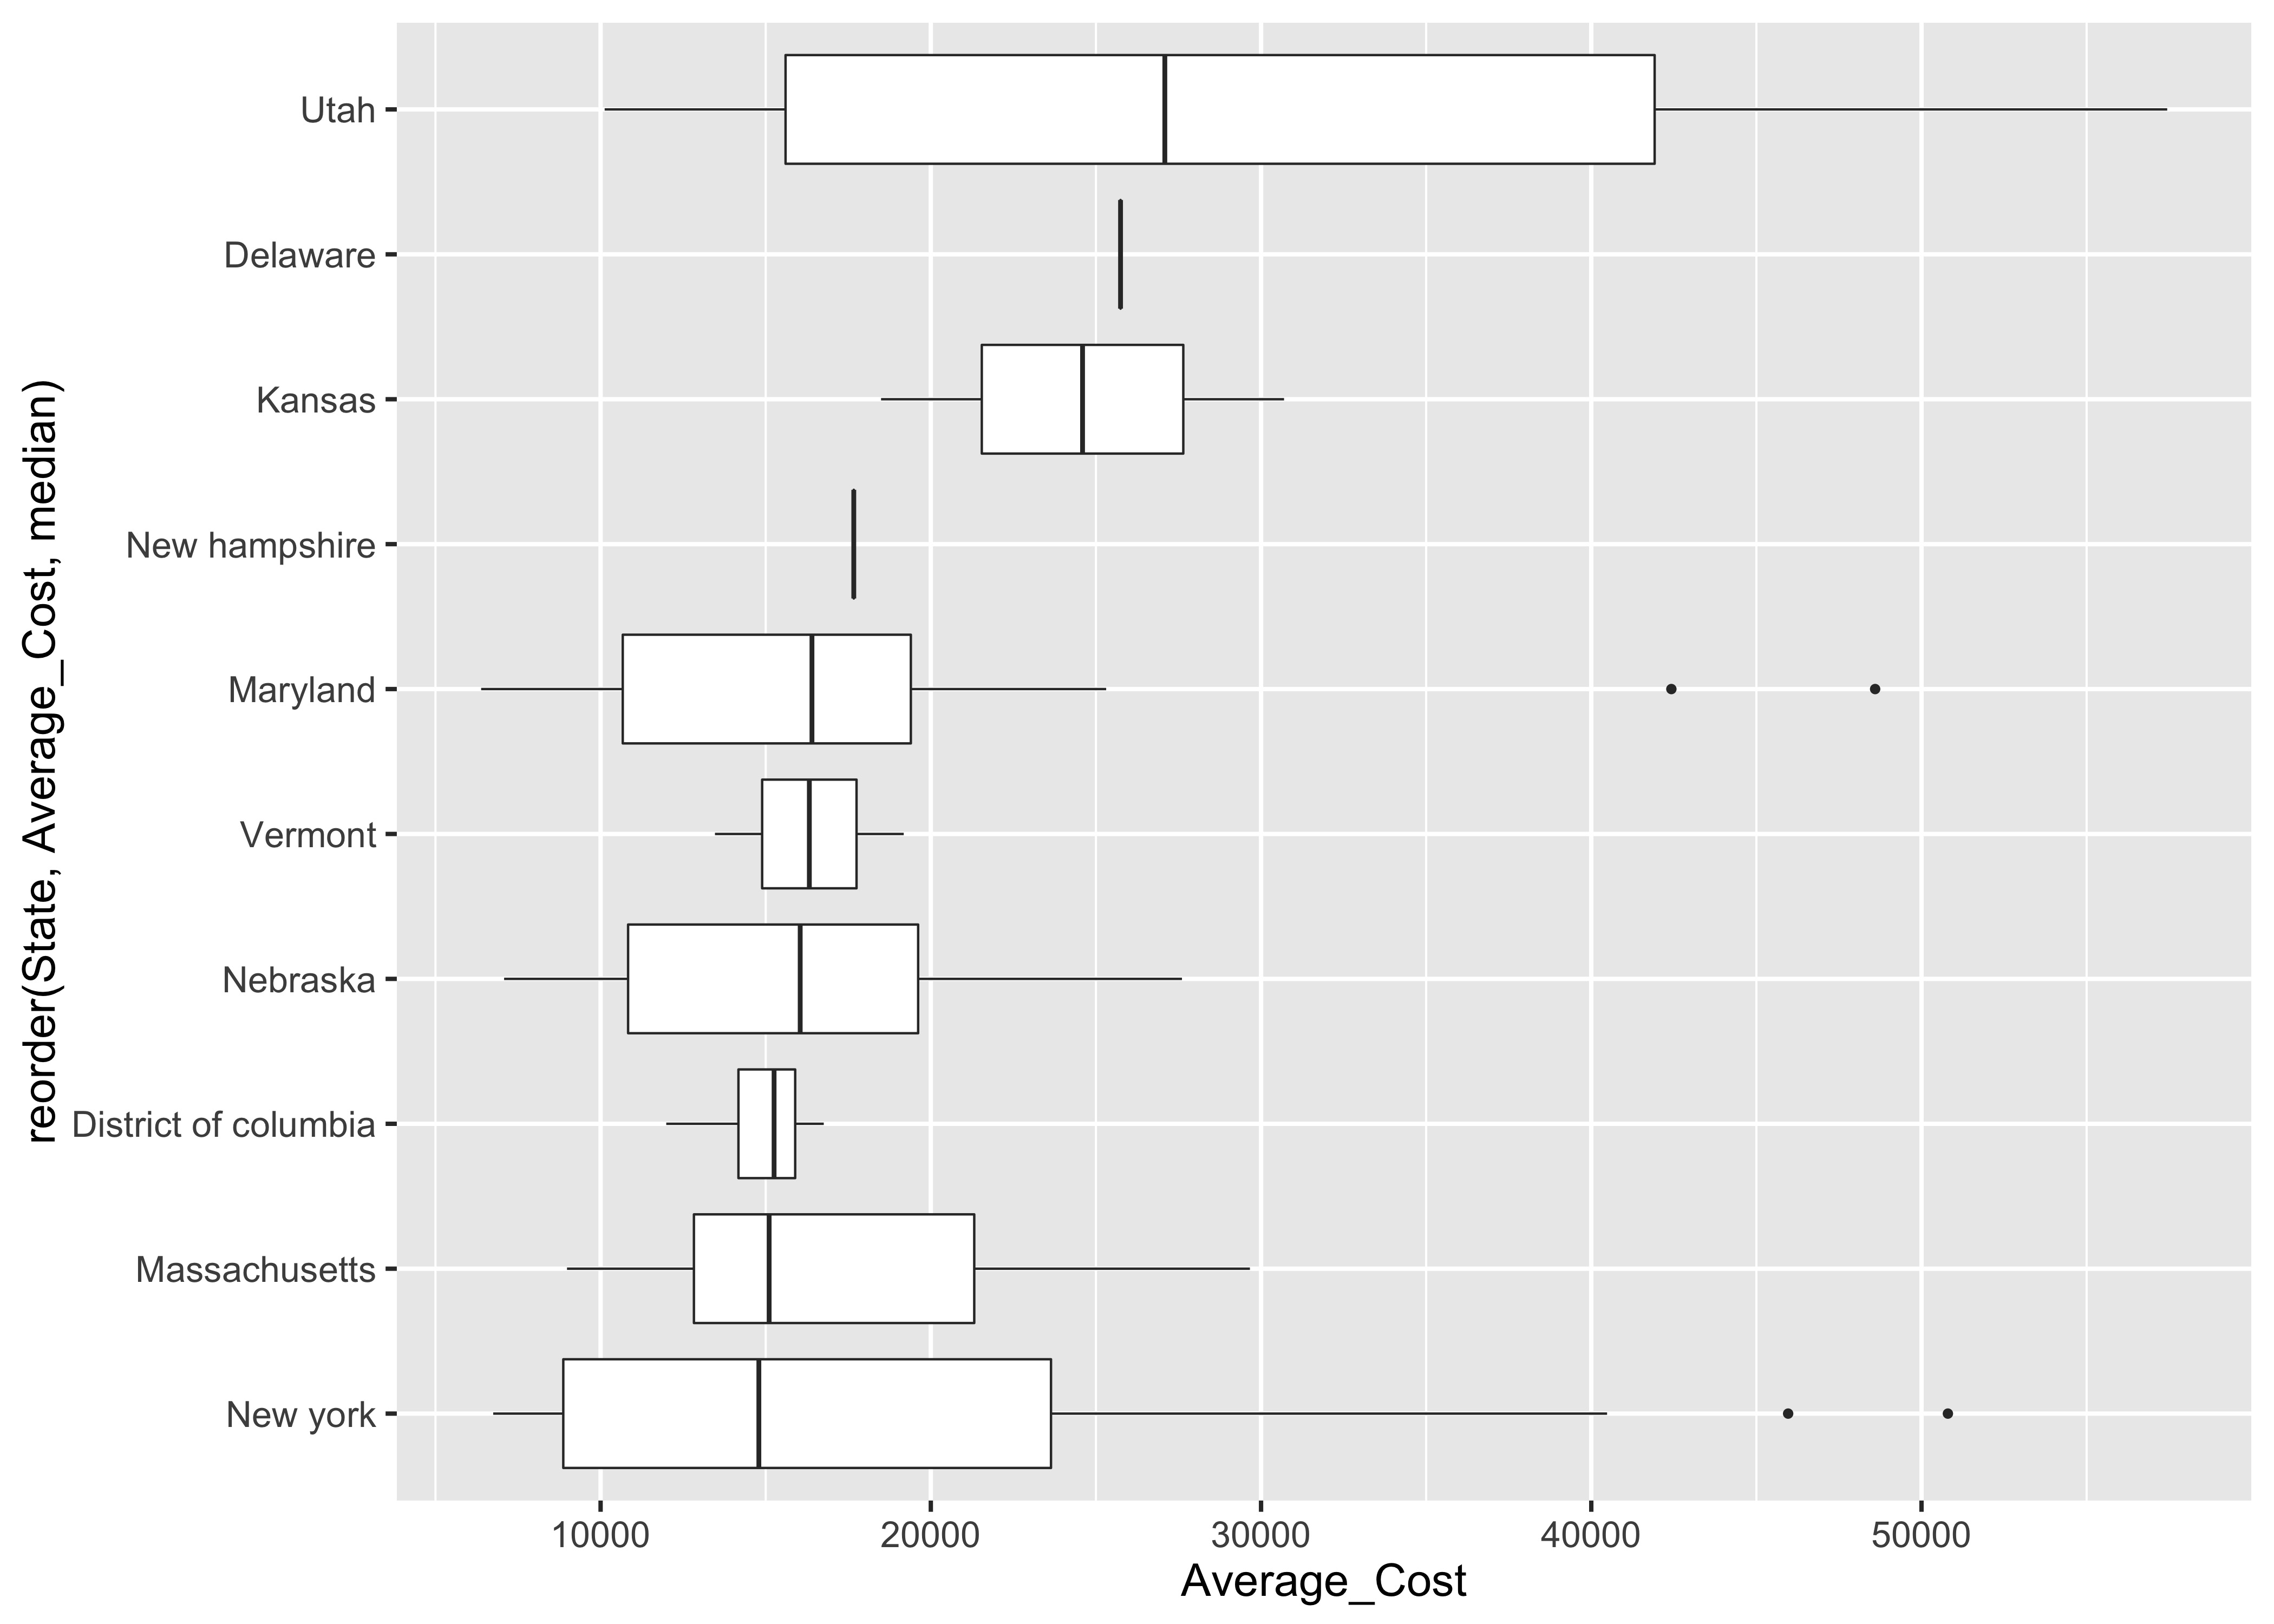 reorder(State, Average_Cost, median)
Utah
Delaware
Kansas
New hampshire
Maryland
Vermont
Nebraska
District of columbia
Massachusetts
New york
10000 20000 30000 40000 50000
Average_Cost